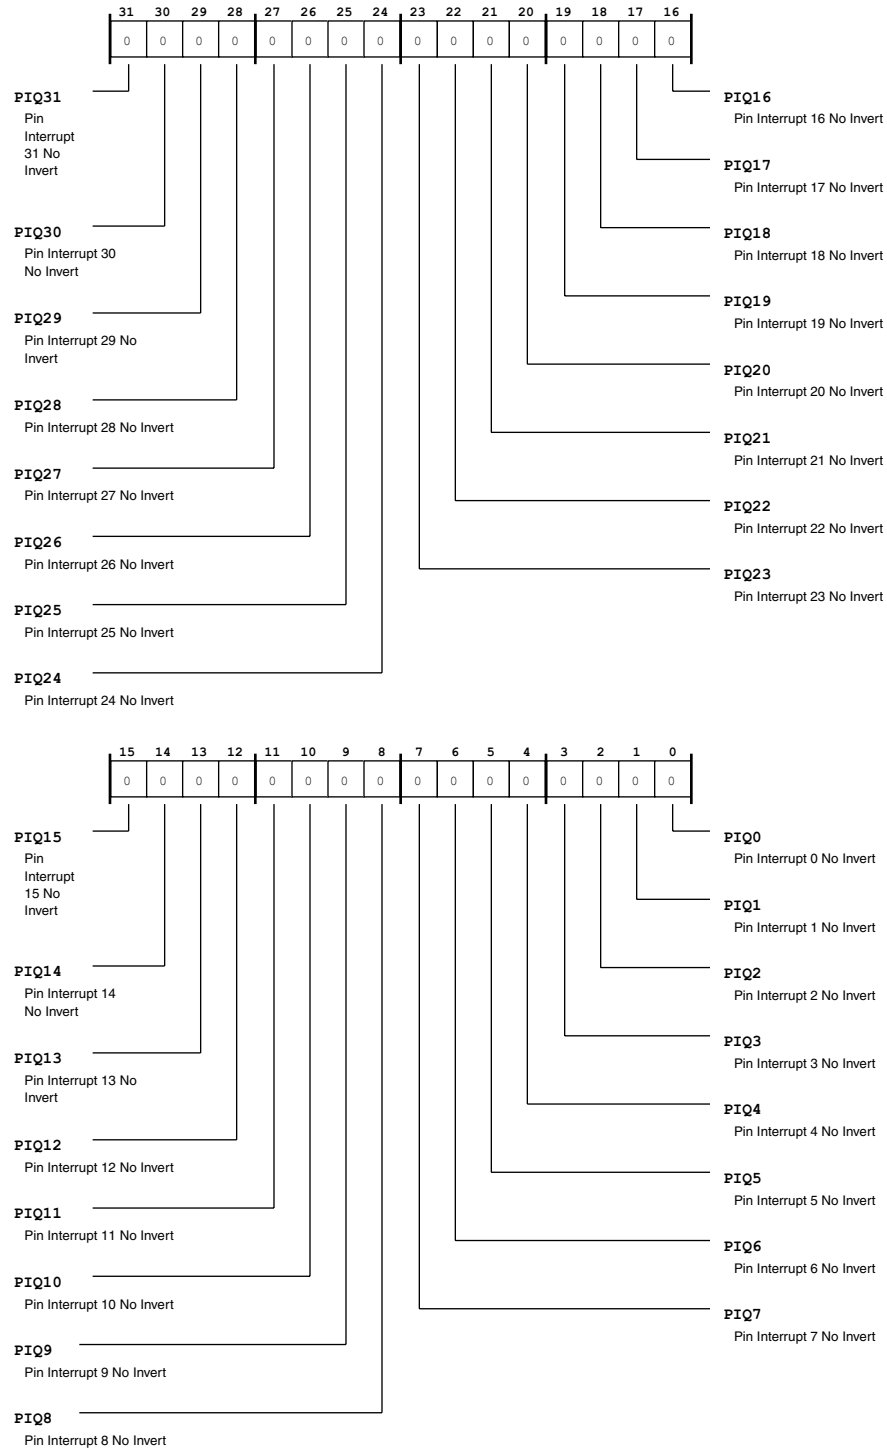 31 30 29 28 27 26 25 24 23 22 21 20 19 18 17 16
0 0 0 0 0 0 0 0 0 0 0 0 0 0 0 0
PIQ31
Pin
Interrupt
31 No
Invert
PIQ30
Pin Interrupt 30
No Invert
PIQ29
Pin Interrupt 29 No
Invert
PIQ28
Pin Interrupt 28 No Invert
PIQ27
Pin Interrupt 27 No Invert
PIQ26
Pin Interrupt 26 No Invert
PIQ25
Pin Interrupt 25 No Invert
PIQ24
Pin Interrupt 24 No Invert
PIQ16
Pin Interrupt 16 No Invert
PIQ17
Pin Interrupt 17 No Invert
PIQ18
Pin Interrupt 18 No Invert
PIQ19
Pin Interrupt 19 No Invert
PIQ20
Pin Interrupt 20 No Invert
PIQ21
Pin Interrupt 21 No Invert
PIQ22
Pin Interrupt 22 No Invert
PIQ23
Pin Interrupt 23 No Invert
15 14 13 12 11 10 9 8 7 6 5 4 3 2 1 0
0 0 0 0 0 0 0 0 0 0 0 0 0 0 0 0
PIQ15
Pin
Interrupt
15 No
Invert
PIQ14
Pin Interrupt 14
No Invert
PIQ13
Pin Interrupt 13 No
Invert
PIQ12
Pin Interrupt 12 No Invert
PIQ11
Pin Interrupt 11 No Invert
PIQ10
Pin Interrupt 10 No Invert
PIQ9
Pin Interrupt 9 No Invert
PIQ8
Pin Interrupt 8 No Invert
PIQ0
Pin Interrupt 0 No Invert
PIQ1
Pin Interrupt 1 No Invert
PIQ2
Pin Interrupt 2 No Invert
PIQ3
Pin Interrupt 3 No Invert
PIQ4
Pin Interrupt 4 No Invert
PIQ5
Pin Interrupt 5 No Invert
PIQ6
Pin Interrupt 6 No Invert
PIQ7
Pin Interrupt 7 No Invert